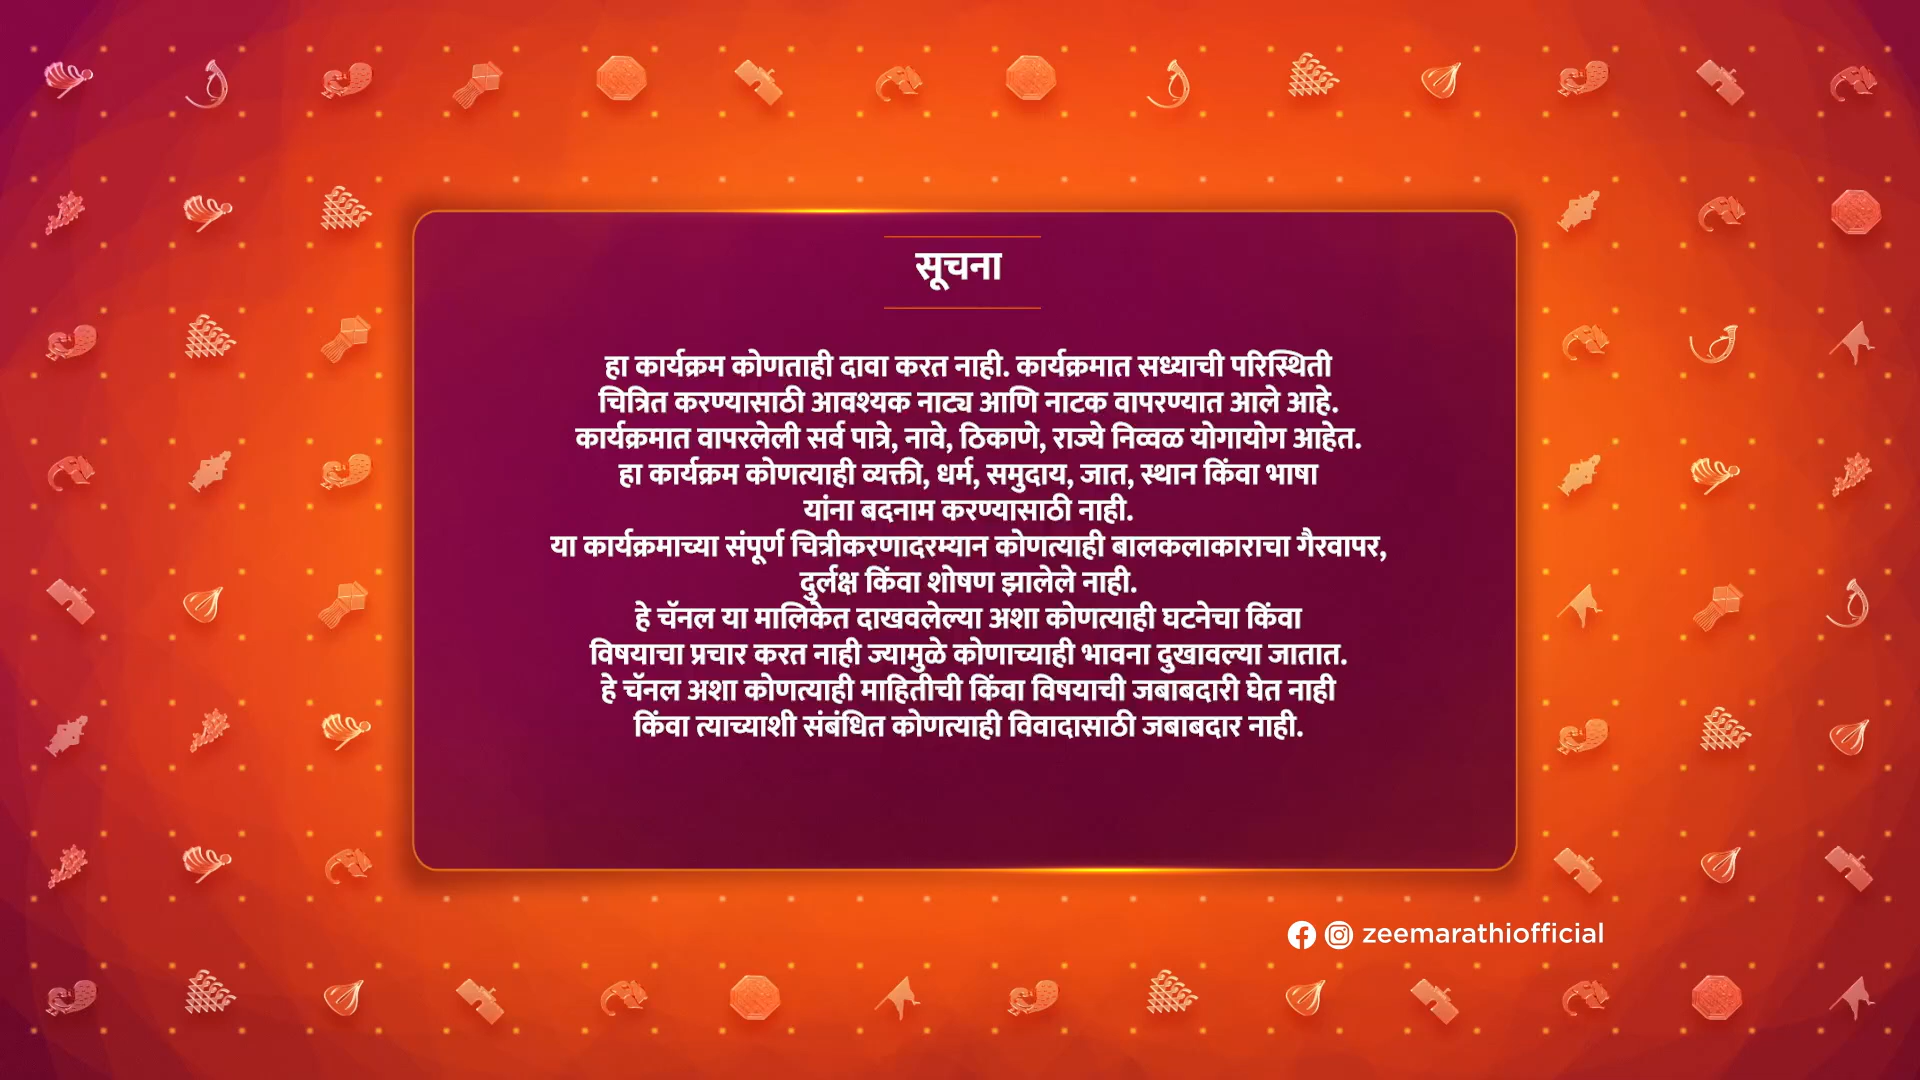 सूचना
हा कार्यक्रम कोणताही दावा करत नाही. कार्यक्रमात सध्याची परिस्थिती
चित्रित करण्यासाठी आवश्यक नाट्य आणि नाटक वापरण्यात आले आहे.
कार्यक्रमात वापरलेली सर्व पात्रे, नावे, ठिकाणे, राज्ये निव्वळ योगायोग आहेत.
हा कार्यक्रम कोणत्याही व्यक्ती, धर्म, समुदाय, जात, स्थान किंवा भाषा
यांना बदनाम करण्यासाठी नाही.
या कार्यक्रमाच्या संपूर्ण चित्रीकरणादरम्यान कोणत्याही बालकलाकाराचा गैरवापर,
दुर्लक्ष किंवा शोषण झालेले नाही.
हे चॅनल या मालिकेत दाखवलेल्या अशा कोणत्याही घटनेचा किंवा
विषयाचा प्रचार करत नाही ज्यामुळे कोणाच्याही भावना दुखावल्या जातात.
हे चॅनल अशा कोणत्याही माहितीची किंवा विषयाची जबाबदारी घेत नाही
किंवा त्याच्याशी संबंधित कोणत्याही विवादासाठी जबाबदार नाही.
zeemarathiofficial